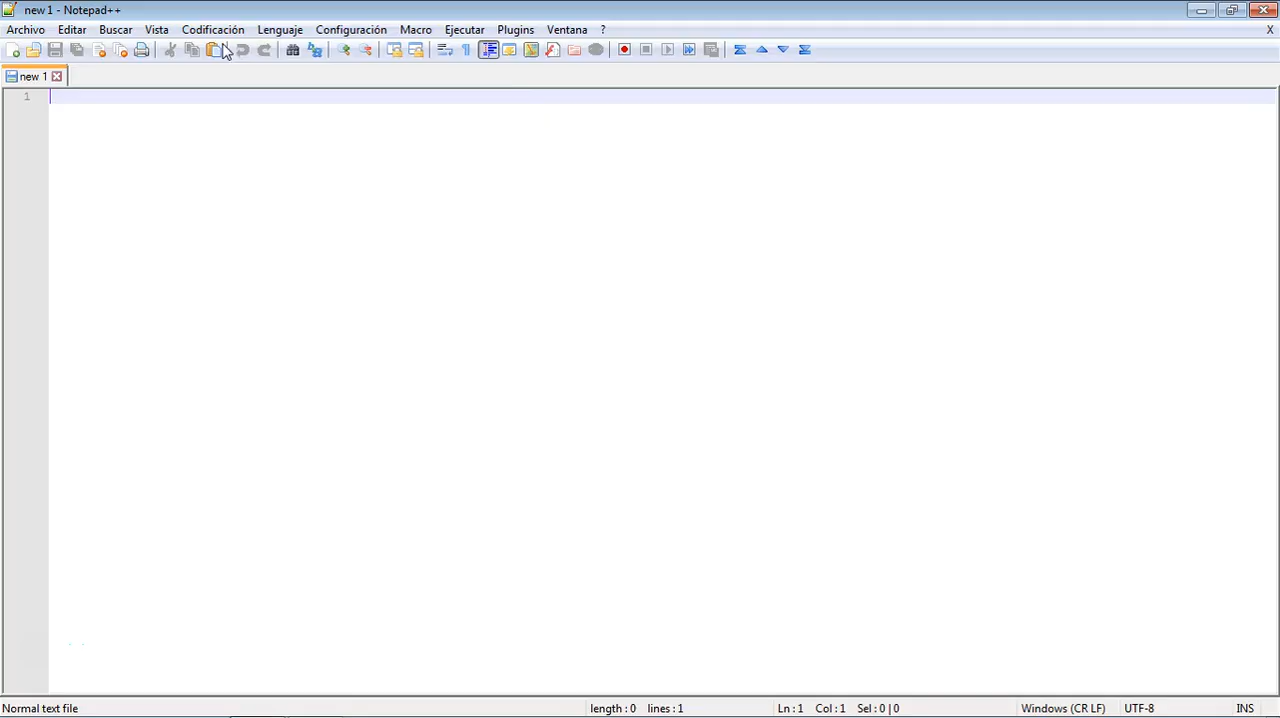 new 1 - Notepad++
Archivo Editar Buscar Vista Codificación Lenguaje Configuración Macro Ejecutar Plugins Ventana ? X
new 1
1
Normal text file length : 0 lines : 1 Ln : 1 Col : 1 Sel : 0 | 0 Windows (CR LF) UTF-8 INS